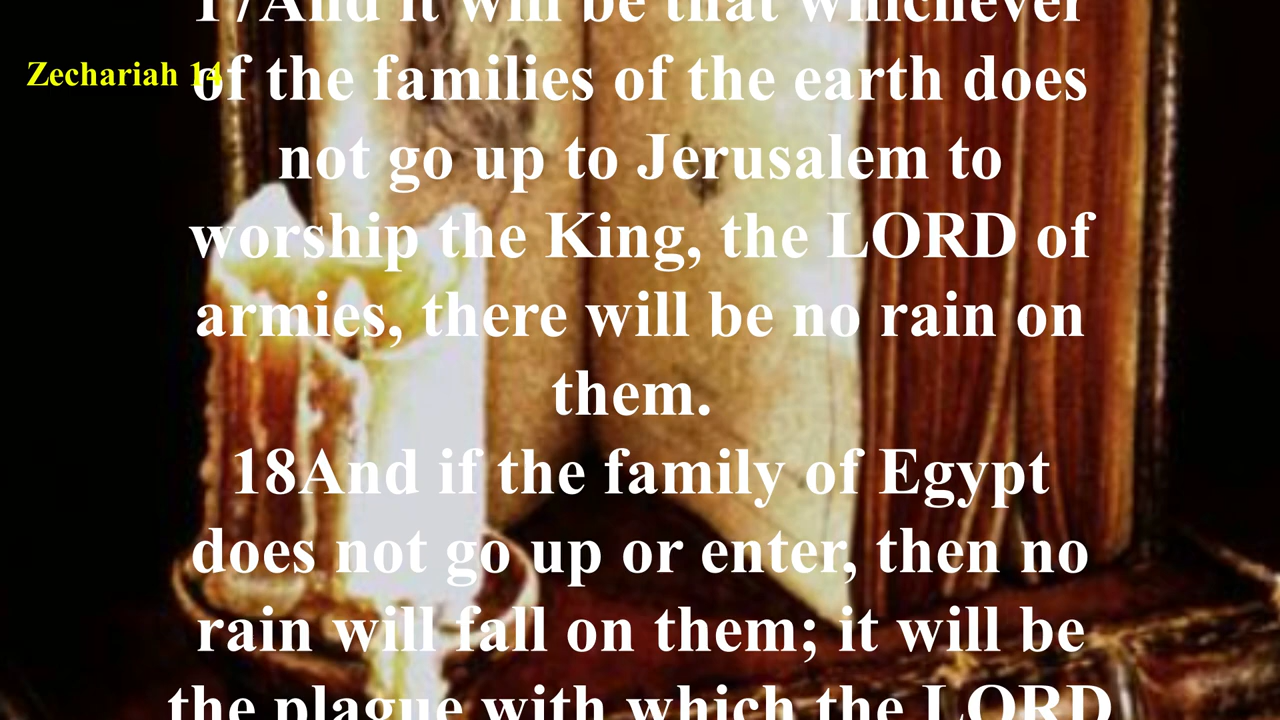 17And it will be that whichever
Zechariah 14
of the families of the earth does
not go up to Jerusalem to
worship the King, the LORD of
armies, there will be no rain on
them.
18And if the family of Egypt
does not go up or enter, then no
rain will fall on them; it will be
the plague with which the LORD